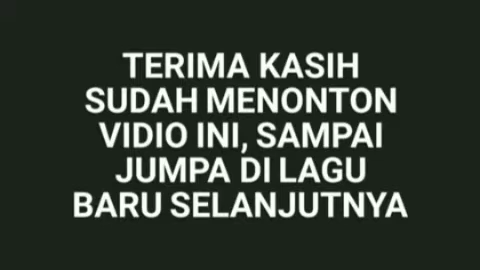 TERIMA KASIH
SUDAH MENONTON
VIDIO INI, SAMPAI
JUMPA DI LAGU
BARU SELANJUTNYA